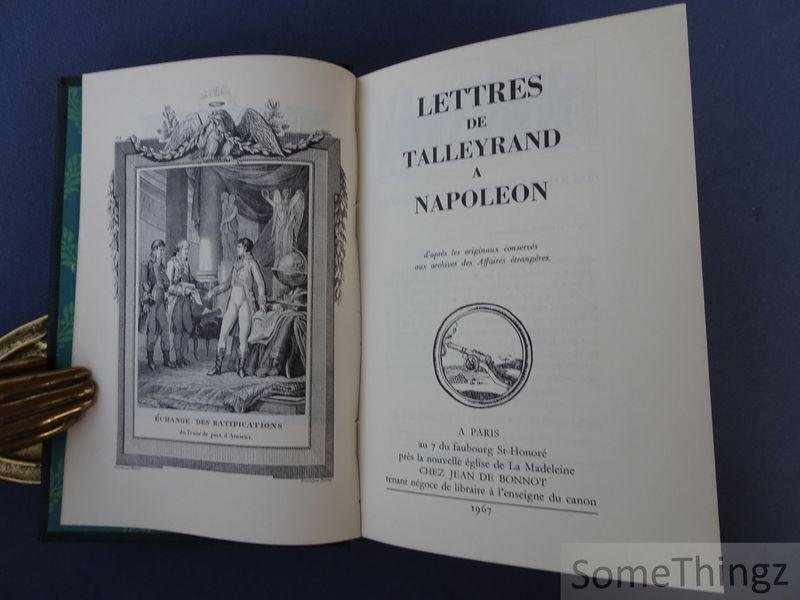 ÉCHANGE DES RATIFICATIONS
du Traité de paix d'Amiens.
LETTRES
DE
TALLEYRAND
A
NAPOLEON
d'après les originaux conservés
aux archives des Affaires étrangères.
A PARIS
au 7 du faubourg St-Honoré
près la nouvelle église de La Madeleine
CHEZ JEAN DE BONNOT
tenant négoce de libraire à l'enseigne du canon
1967
SomeThingz